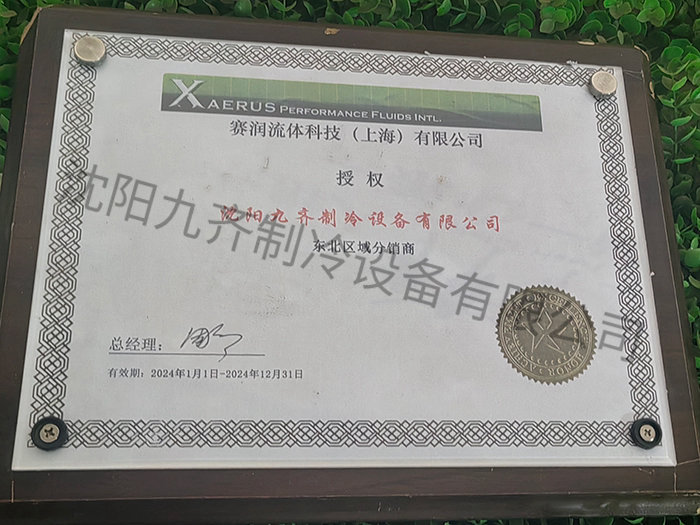 XAERUS PERFORMANCE FLUIDS INTL.
赛润流体科技（上海）有限公司
授 权
沈阳九齐制冷设备有限公司
东北区域分销商
总经理：
有效期：2024年1月1日-2024年12月31日
沈阳九齐制冷设备有限公司